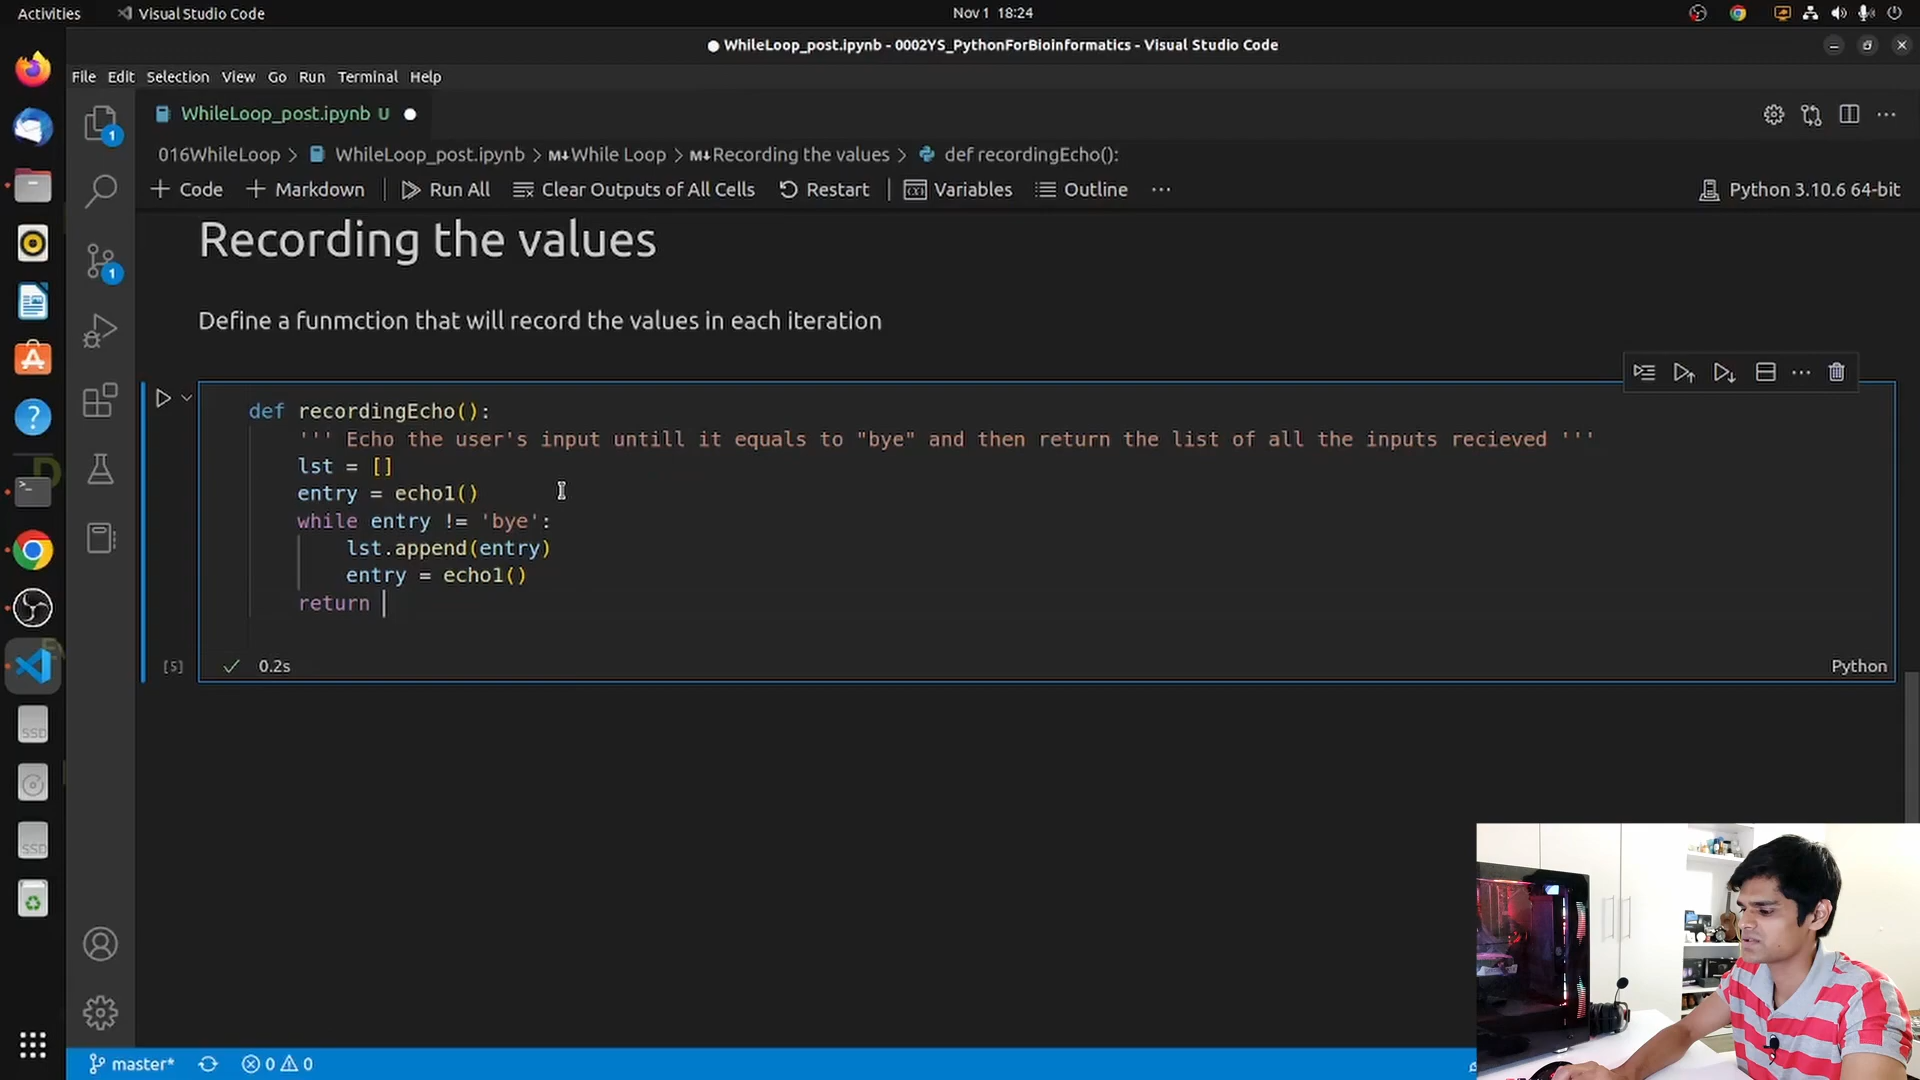 Activities
Visual Studio Code
Nov 1 18:24
WhileLoop_post.ipynb - 0002YS_PythonForBioinformatics - Visual Studio Code
File Edit Selection View Go Run Terminal Help
1
WhileLoop_post.ipynb U
016WhileLoop > WhileLoop_post.ipynb > M↓While Loop > M↓Recording the values > def recordingEcho():
+ Code + Markdown Run All Clear Outputs of All Cells Restart Variables Outline ... Python 3.10.6 64-bit
1
Recording the values
Define a funmction that will record the values in each iteration
def recordingEcho():
''' Echo the user's input untill it equals to "bye" and then return the list of all the inputs recieved '''
lst = []
entry = echo1()
while entry != 'bye':
lst.append(entry)
entry = echo1()
return
[5] 0.2s Python
SSD
SSD
master* 0 0